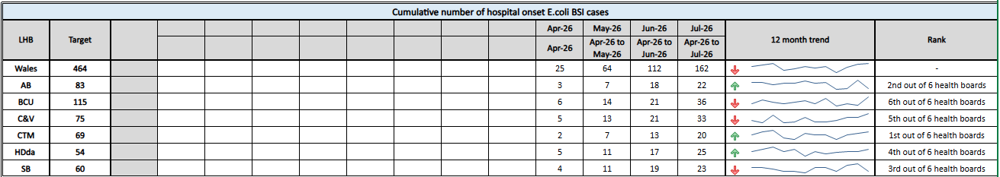 Cumulative number of hospital onset E.coli BSI cases
LHB Target Apr-26 May-26 Jun-26 Jul-26 12 month trend Rank
Apr-26 Apr-26 to May-26 Apr-26 to Jun-26 Apr-26 to Jul-26
Wales 464 25 64 112 162 -
AB 83 3 7 18 22 2nd out of 6 health boards
BCU 115 6 14 21 36 6th out of 6 health boards
C&V 75 5 13 21 33 5th out of 6 health boards
CTM 69 2 7 13 20 1st out of 6 health boards
HDda 54 5 11 17 25 4th out of 6 health boards
SB 60 4 11 19 23 3rd out of 6 health boards